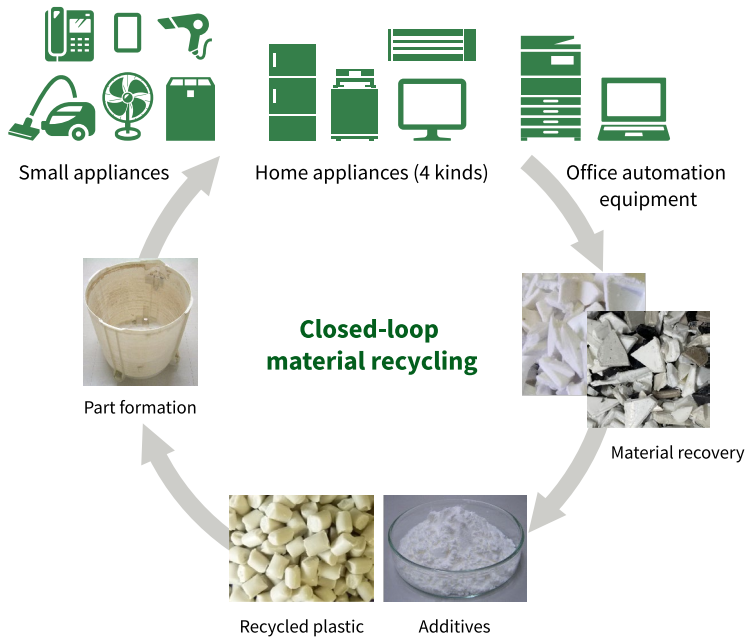 Small appliances
Home appliances (4 kinds)
Office automation
equipment
Closed-loop
material recycling
Part formation
Material recovery
Recycled plastic
Additives